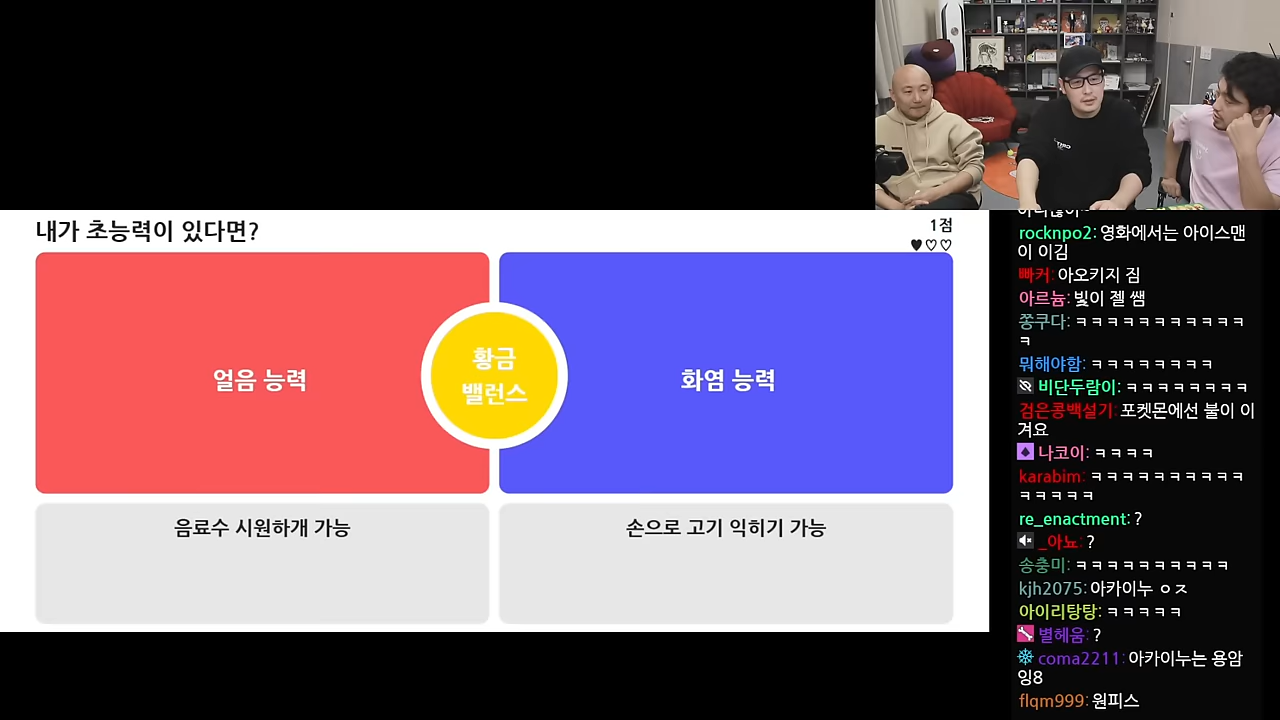 내가 초능력이 있다면?
1점
♥♡♡
얼음 능력
황금
밸런스
화염 능력
음료수 시원하게 가능
손으로 고기 익히기 가능
rocknpo2: 영화에서는 아이스맨
이 이김
빠커: 아오키지 짐
아르늄: 빛이 젤 쌤
쫑쿠다: ㅋㅋㅋㅋㅋㅋㅋㅋㅋㅋㅋ
ㅋ
뭐해야함: ㅋㅋㅋㅋㅋㅋㅋㅋ
비단두람이: ㅋㅋㅋㅋㅋㅋㅋㅋ
검은콩백설기: 포켓몬에선 불이 이
겨요
나코이: ㅋㅋㅋㅋ
karabim: ㅋㅋㅋㅋㅋㅋㅋㅋㅋㅋ
ㅋㅋㅋㅋㅋ
re_enactment: ?
_아뇨: ?
송충미: ㅋㅋㅋㅋㅋㅋㅋㅋㅋㅋ
kjh2075: 아카이누 ㅇㅈ
아이리탕탕: ㅋㅋㅋㅋㅋ
별헤움: ?
coma2211: 아카이누는 용암
잉8
flqm999: 원피스